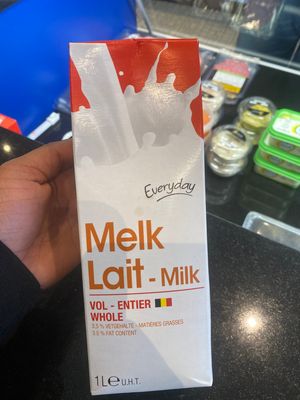 Everyday
Melk
Lait - Milk
VOL - ENTIER
WHOLE
3.5 % VETGEHALTE - MATIÈRES GRASSES
3.5 % FAT CONTENT
1L e U.H.T.